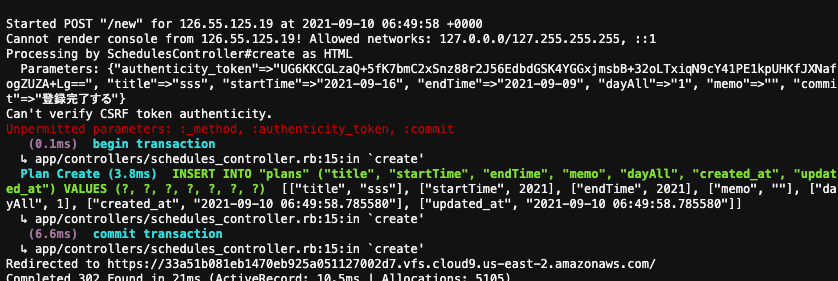 Started POST "/new" for 126.55.125.19 at 2021-09-10 06:49:58 +0000
Cannot render console from 126.55.125.19! Allowed networks: 127.0.0.0/127.255.255.255, ::1
Processing by SchedulesController#create as HTML
Parameters: {"authenticity_token"=>"UG6KKCGLzaQ+5fK7bmC2xSnz88r2J56EdbdGSK4YGGxjmsbB+32oLTxiqN9cY41PE1kpUHKfJXNaf
ogZUZA+Lg==", "title"=>"sss", "startTime"=>"2021-09-16", "endTime"=>"2021-09-09", "dayAll"=>"1", "memo"=>"", "commi
t"=>"登録完了する"}
Can't verify CSRF token authenticity.
Unpermitted parameters: :_method, :authenticity_token, :commit
(0.1ms) begin transaction
↳ app/controllers/schedules_controller.rb:15:in `create'
Plan Create (3.8ms) INSERT INTO "plans" ("title", "startTime", "endTime", "memo", "dayAll", "created_at", "updat
ed_at") VALUES (?, ?, ?, ?, ?, ?, ?) [["title", "sss"], ["startTime", 2021], ["endTime", 2021], ["memo", ""], ["da
yAll", 1], ["created_at", "2021-09-10 06:49:58.785580"], ["updated_at", "2021-09-10 06:49:58.785580"]]
↳ app/controllers/schedules_controller.rb:15:in `create'
(6.6ms) commit transaction
↳ app/controllers/schedules_controller.rb:15:in `create'
Redirected to https://33a51b081eb1470eb925a051127002d7.vfs.cloud9.us-east-2.amazonaws.com/
Completed 302 Found in 21ms (ActiveRecord: 10.5ms | Allocations: 5105)